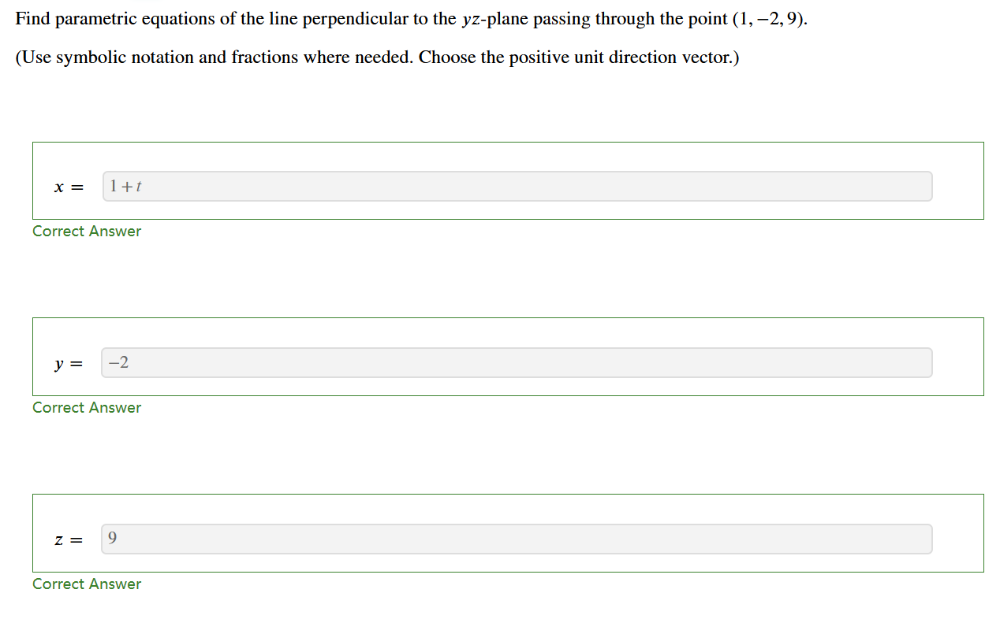 Find parametric equations of the line perpendicular to the yz-plane passing through the point (1, −2, 9).
(Use symbolic notation and fractions where needed. Choose the positive unit direction vector.)
x = 1+t
Correct Answer
y = −2
Correct Answer
z = 9
Correct Answer